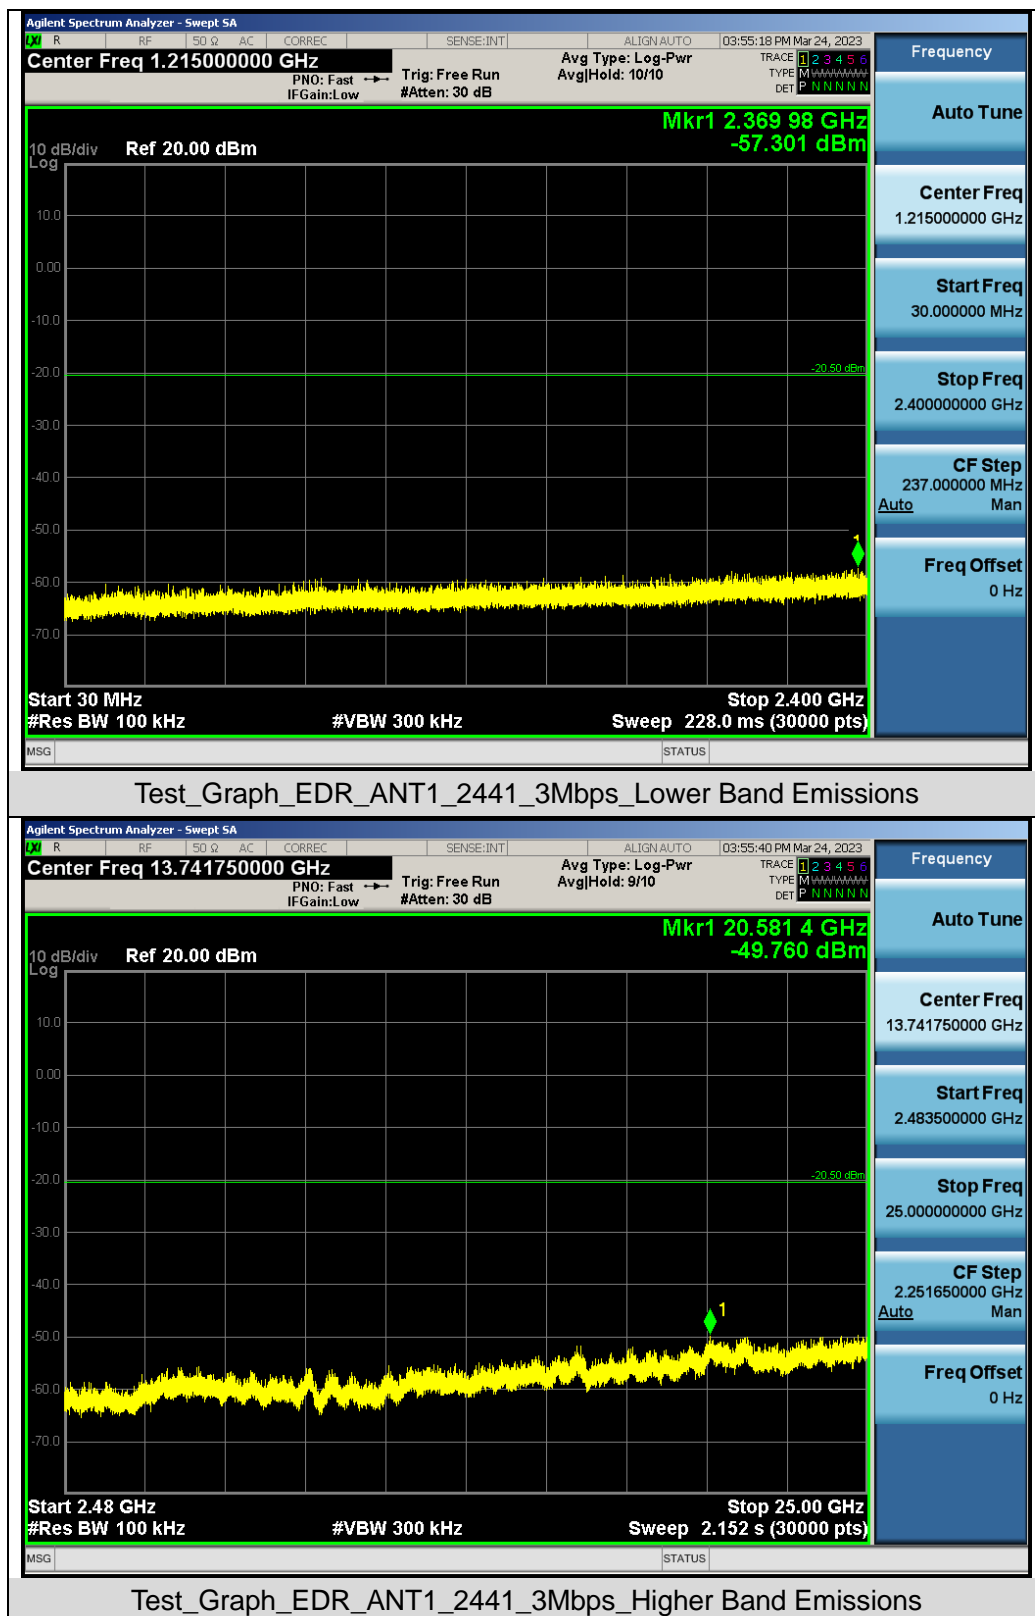 Agilent Spectrum Analyzer - Swept SA
LXI R RF 50 Ω AC CORREC SENSE:INT ALIGN AUTO 03:55:18 PM Mar 24, 2023
Center Freq 1.215000000 GHz
PNO: Fast
IFGain:Low
Trig: Free Run
#Atten: 30 dB
Avg Type: Log-Pwr
Avg|Hold: 10/10
TRACE 1 2 3 4 5 6
TYPE M
DET P N N N N N
Mkr1 2.369 98 GHz
-57.301 dBm
10 dB/div Ref 20.00 dBm
Log
10.0
0.00
-10.0
-20.0
-20.50 dBm
-30.0
-40.0
-50.0
1
-60.0
-70.0
Start 30 MHz Stop 2.400 GHz
#Res BW 100 kHz #VBW 300 kHz Sweep 228.0 ms (30000 pts)
MSG STATUS
Frequency
Auto Tune
Center Freq
1.215000000 GHz
Start Freq
30.000000 MHz
Stop Freq
2.400000000 GHz
CF Step
237.000000 MHz
Auto Man
Freq Offset
0 Hz
Test_Graph_EDR_ANT1_2441_3Mbps_Lower Band Emissions
Agilent Spectrum Analyzer - Swept SA
LXI R RF 50 Ω AC CORREC SENSE:INT ALIGN AUTO 03:55:40 PM Mar 24, 2023
Center Freq 13.741750000 GHz
PNO: Fast
IFGain:Low
Trig: Free Run
#Atten: 30 dB
Avg Type: Log-Pwr
Avg|Hold: 9/10
TRACE 1 2 3 4 5 6
TYPE M
DET P N N N N N
Mkr1 20.581 4 GHz
-49.760 dBm
10 dB/div Ref 20.00 dBm
Log
10.0
0.00
-10.0
-20.0
-20.50 dBm
-30.0
-40.0
1
-50.0
-60.0
-70.0
Start 2.48 GHz Stop 25.00 GHz
#Res BW 100 kHz #VBW 300 kHz Sweep 2.152 s (30000 pts)
MSG STATUS
Frequency
Auto Tune
Center Freq
13.741750000 GHz
Start Freq
2.483500000 GHz
Stop Freq
25.000000000 GHz
CF Step
2.251650000 GHz
Auto Man
Freq Offset
0 Hz
Test_Graph_EDR_ANT1_2441_3Mbps_Higher Band Emissions